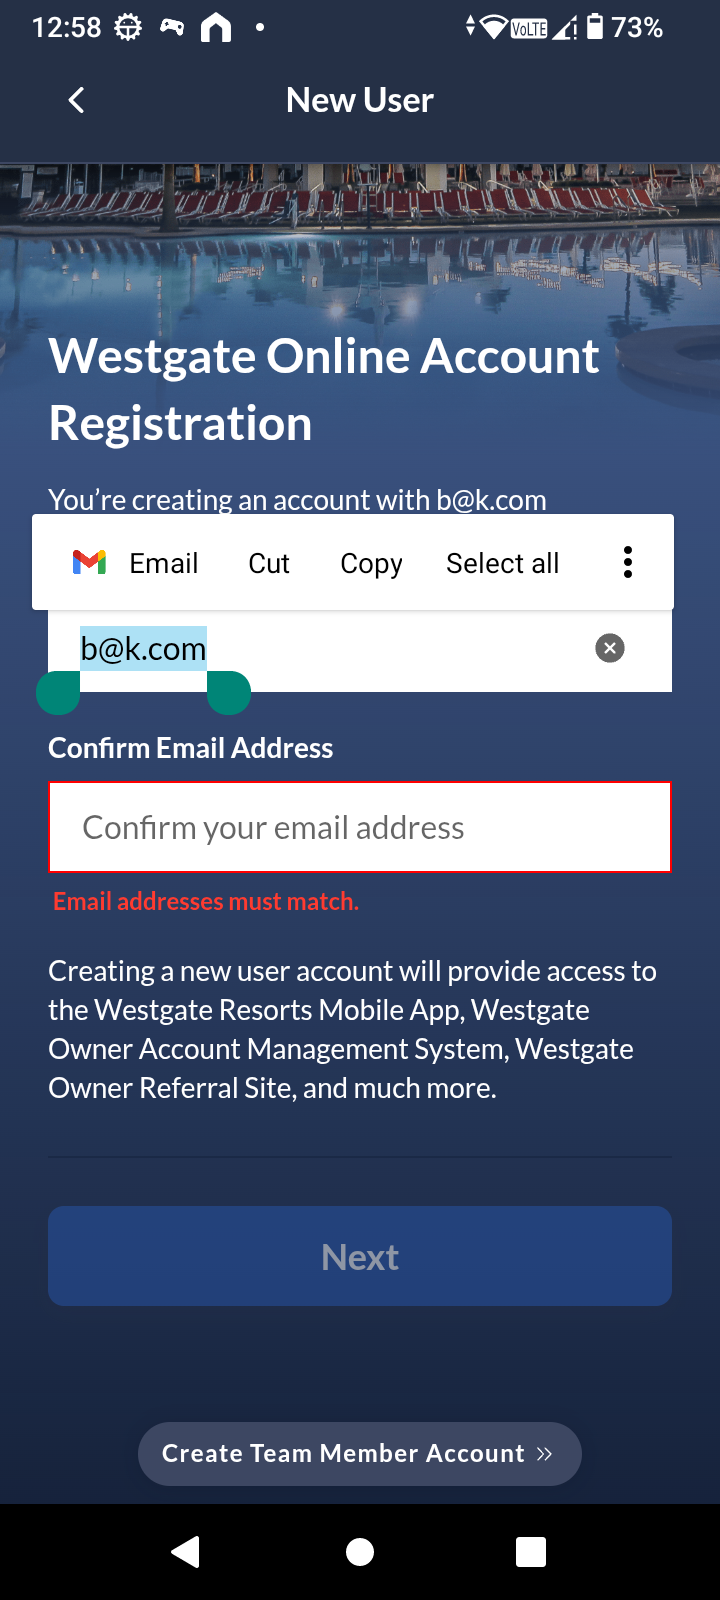 12:58
VoLTE
73%
New User
Westgate Online Account
Registration
You’re creating an account with b@k.com
Email
Cut
Copy
Select all
b@k.com
Confirm Email Address
Confirm your email address
Email addresses must match.
Creating a new user account will provide access to
the Westgate Resorts Mobile App, Westgate
Owner Account Management System, Westgate
Owner Referral Site, and much more.
Next
Create Team Member Account